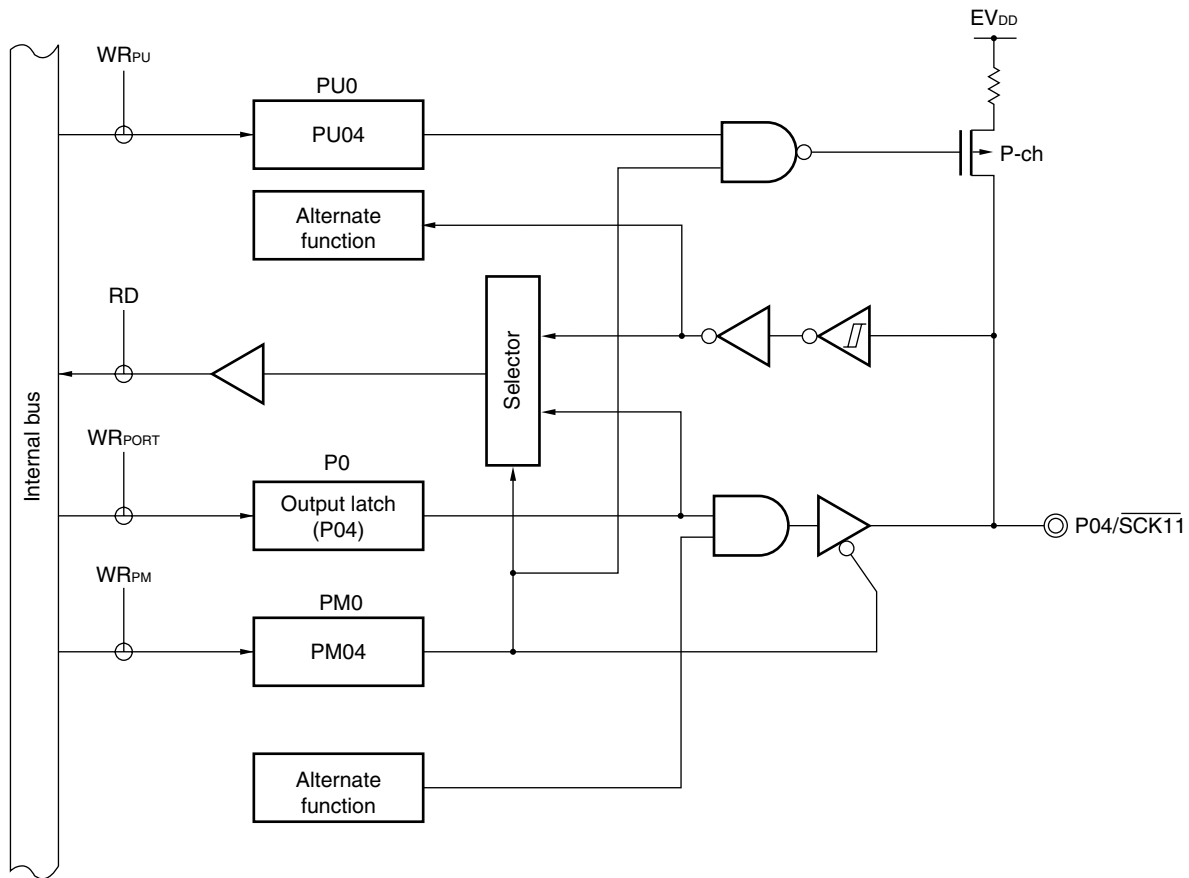 EVDD
WRPU
PU0
PU04
P-ch
Alternate
function
RD
Selector
Internal bus
WRPORT
P0
Output latch
(P04)
P04/SCK11
WRPM
PM0
PM04
Alternate
function